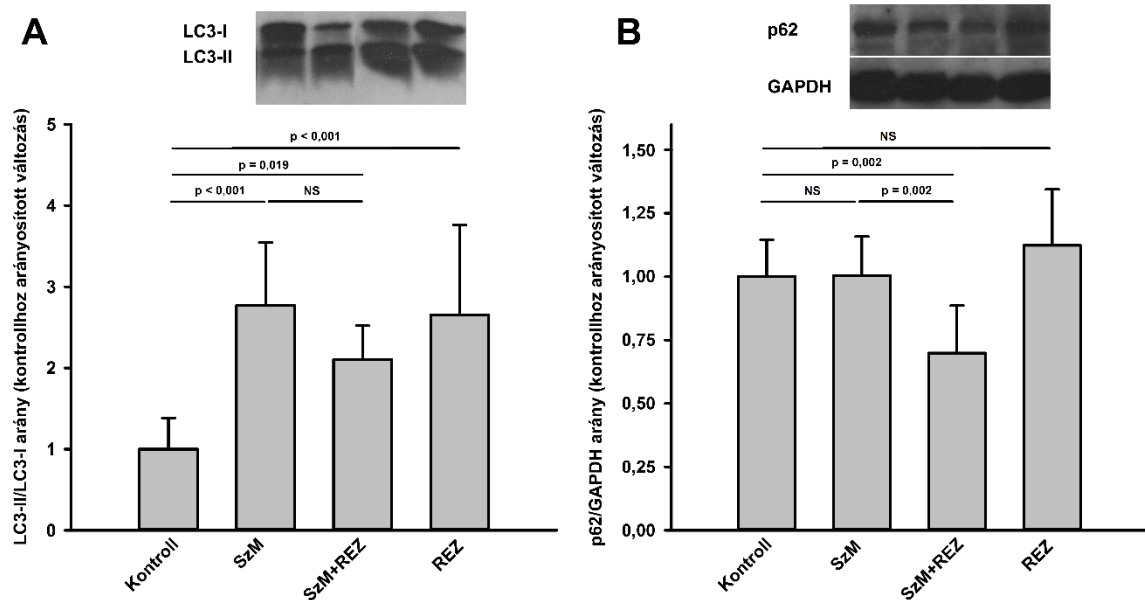 A
LC3-I
LC3-II
LC3-II/LC3-I arány (kontrollhoz arányosított változás)
5
4
3
2
1
0
p < 0,001
p = 0,019
p < 0,001
NS
Kontroll
SzM
SzM+REZ
REZ
B
p62
GAPDH
p62/GAPDH arány (kontrollhoz arányosított változás)
1,50
1,25
1,00
0,75
0,50
0,25
0,00
NS
p = 0,002
NS
p = 0,002
Kontroll
SzM
SzM+REZ
REZ